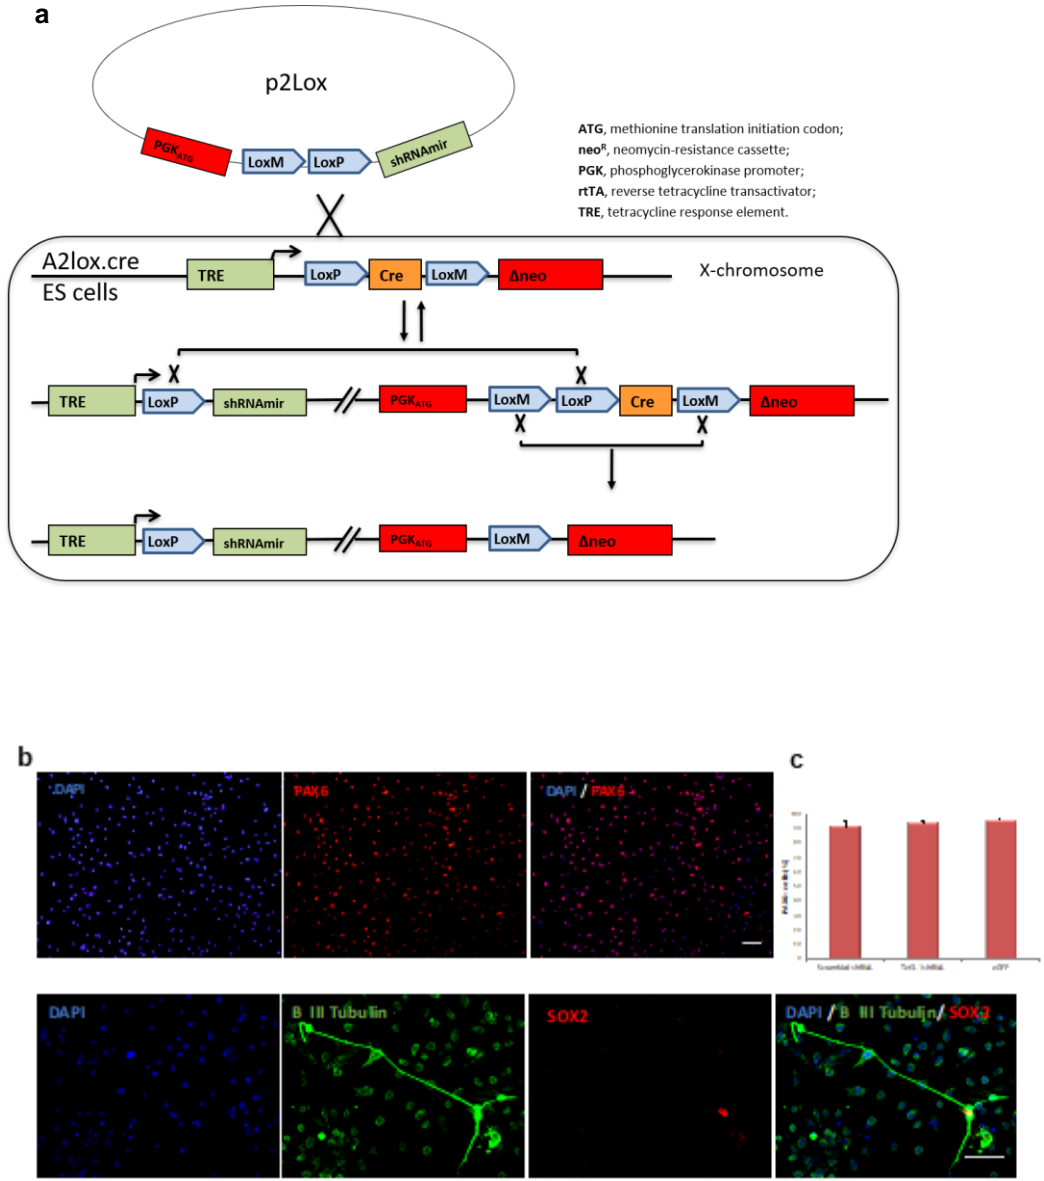 a
p2Lox
PGKATG
LoxM
LoxP
shRNAmir
ATG, methionine translation initiation codon;
neoR, neomycin-resistance cassette;
PGK, phosphoglycerokinase promoter;
rtTA, reverse tetracycline transactivator;
TRE, tetracycline response element.
A2lox.cre
ES cells
TRE
LoxP
Cre
LoxM
Δneo
X-chromosome
TRE
LoxP
shRNAmir
PGKATG
LoxM
LoxP
Cre
LoxM
Δneo
TRE
LoxP
shRNAmir
PGKATG
LoxM
Δneo
b
DAPI
PAX6
DAPI / PAX6
c
DAPI
B III Tubulin
SOX2
DAPI / B III Tubulin / SOX2